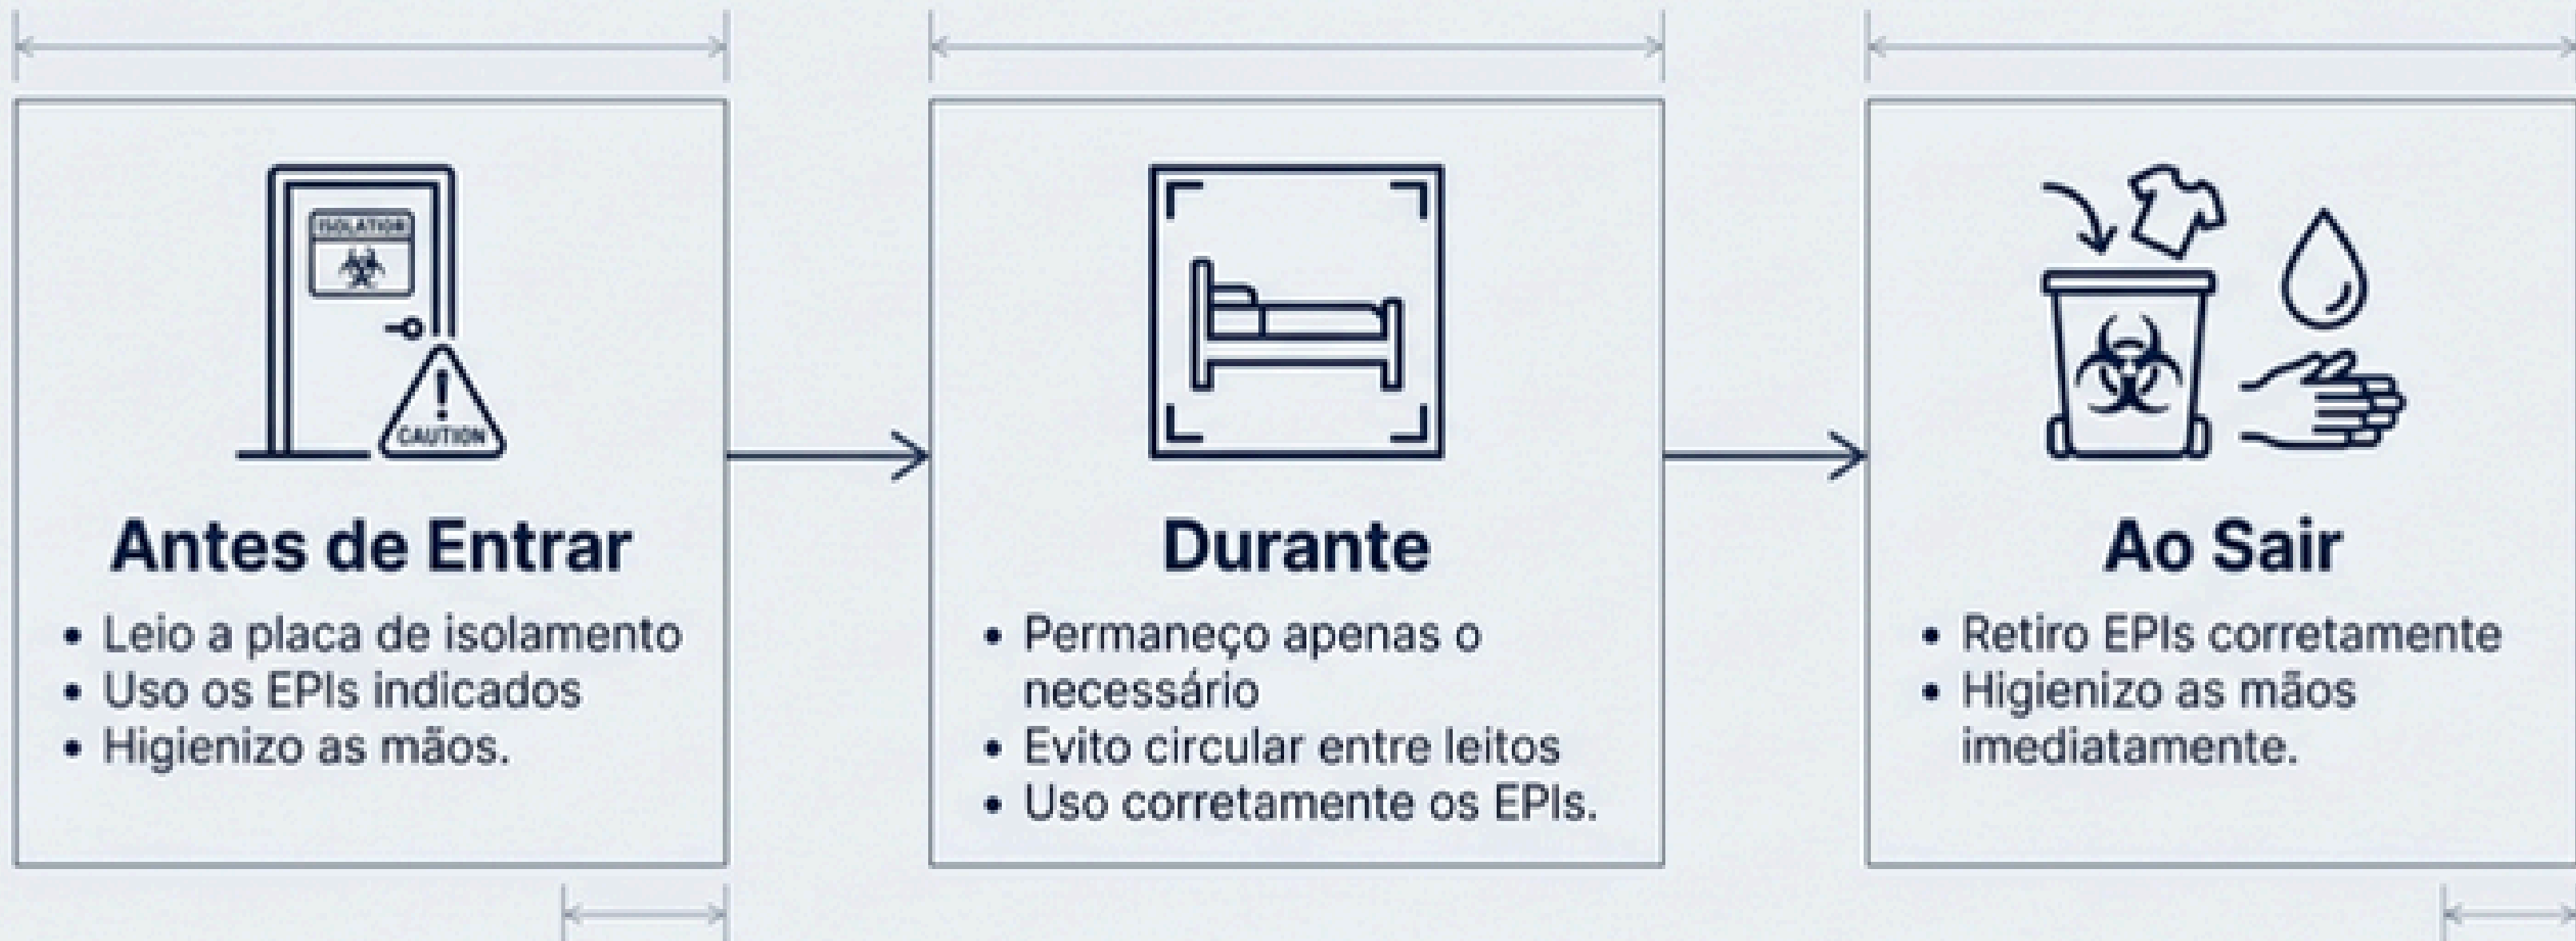 ISOLATIOR
CAUTION
Antes de Entrar
• Leio a placa de isolamento
• Uso os EPIs indicados
• Higienizo as mãos.
Durante
• Permaneço apenas o
necessário
• Evito circular entre leitos
• Uso corretamente os EPIs.
Ao Sair
• Retiro EPIs corretamente
• Higienizo as mãos
imediatamente.